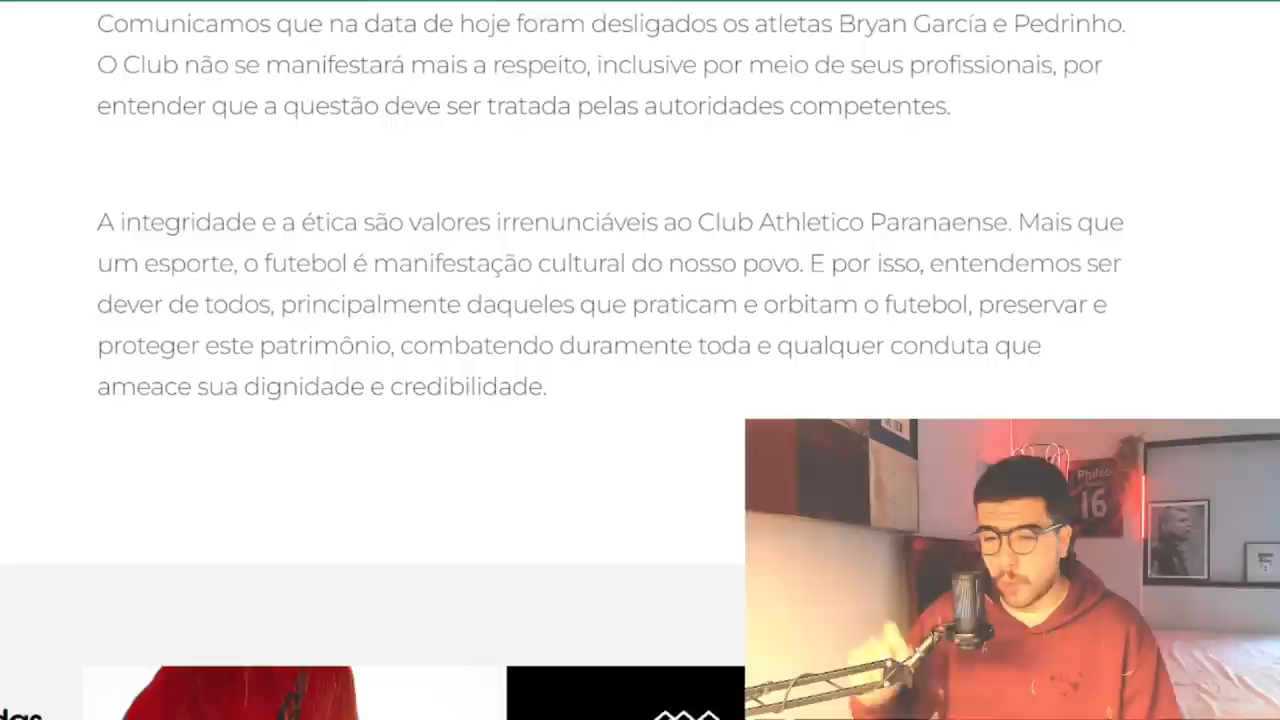 Comunicamos que na data de hoje foram desligados os atletas Bryan García e Pedrinho.
O Club não se manifestará mais a respeito, inclusive por meio de seus profissionais, por
entender que a questão deve ser tratada pelas autoridades competentes.
A integridade e a ética são valores irrenunciáveis ao Club Athletico Paranaense. Mais que
um esporte, o futebol é manifestação cultural do nosso povo. E por isso, entendemos ser
dever de todos, principalmente daqueles que praticam e orbitam o futebol, preservar e
proteger este patrimônio, combatendo duramente toda e qualquer conduta que
ameace sua dignidade e credibilidade.
Philco
16